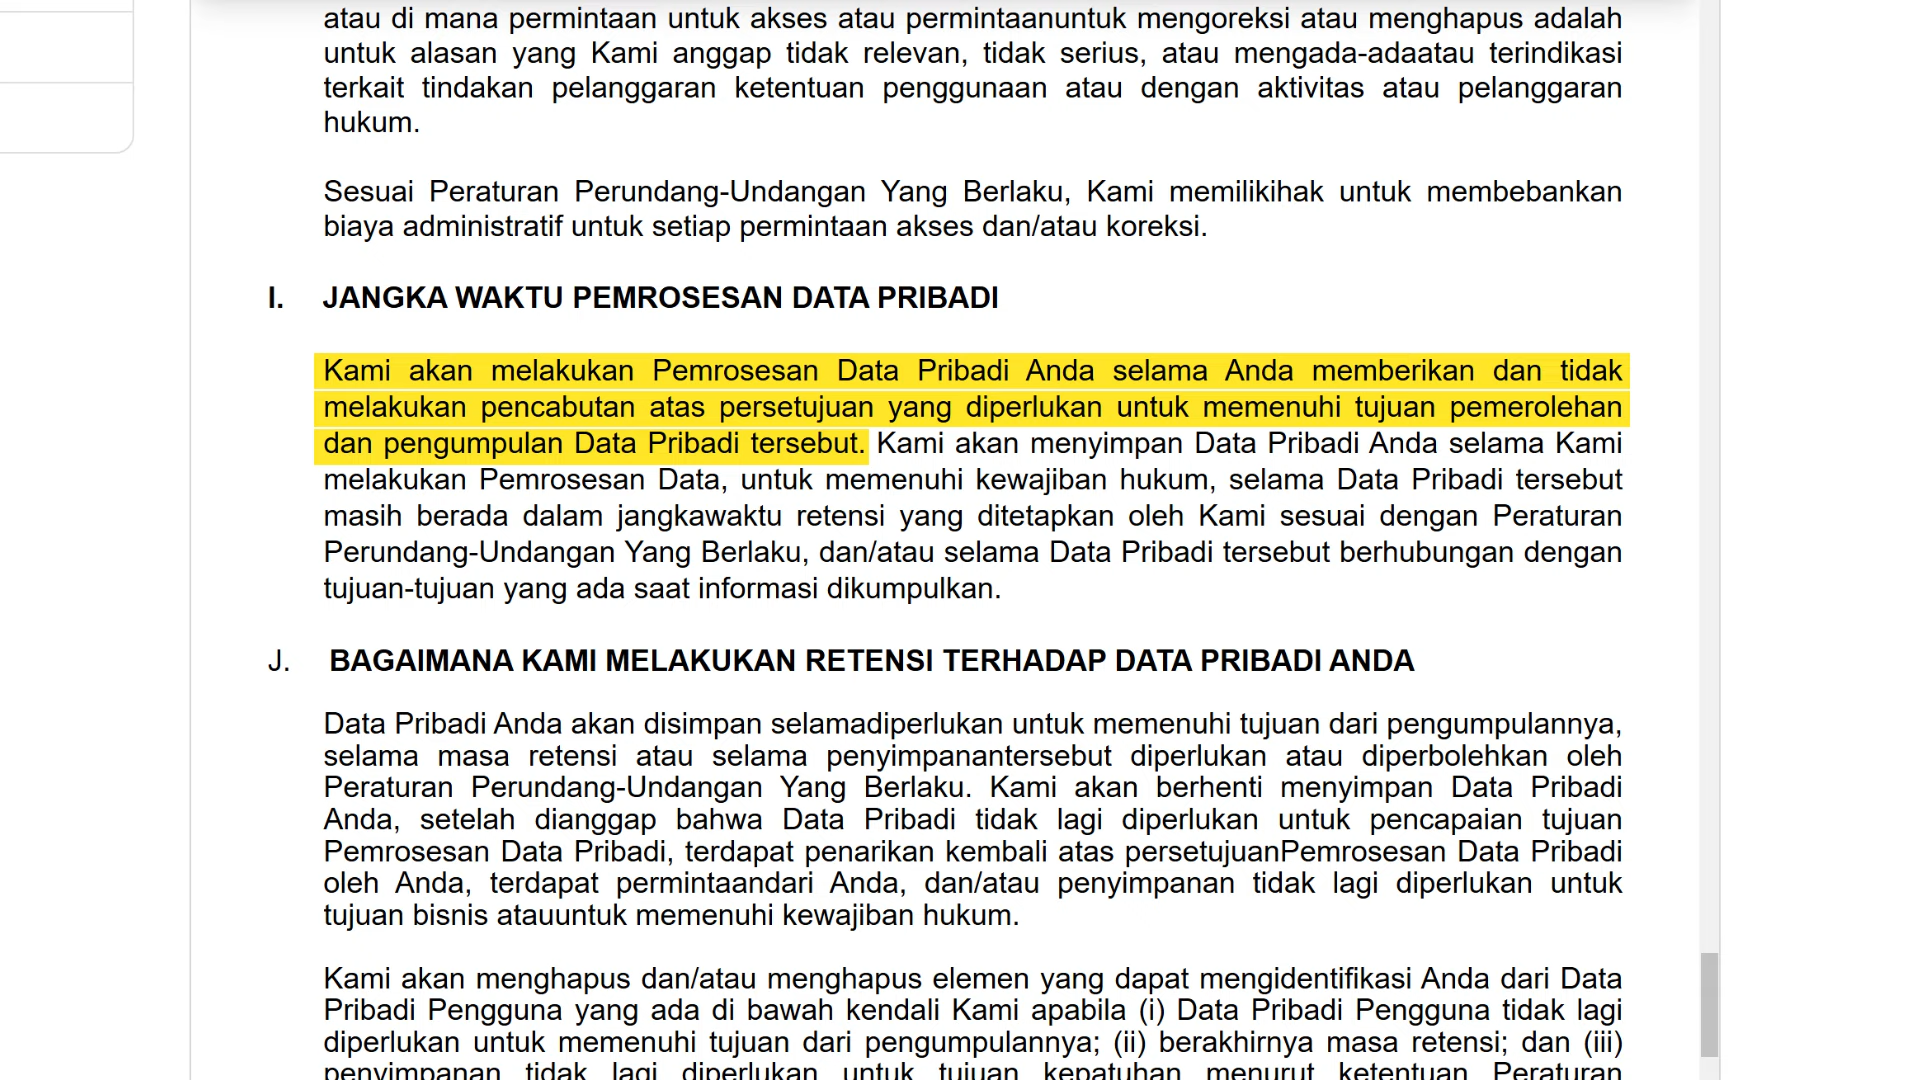 atau di mana permintaan untuk akses atau permintaanuntuk mengoreksi atau menghapus adalah
untuk alasan yang Kami anggap tidak relevan, tidak serius, atau mengada-adaatau terindikasi
terkait tindakan pelanggaran ketentuan penggunaan atau dengan aktivitas atau pelanggaran
hukum.
Sesuai Peraturan Perundang-Undangan Yang Berlaku, Kami memilikihak untuk membebankan
biaya administratif untuk setiap permintaan akses dan/atau koreksi.
I. JANGKA WAKTU PEMROSESAN DATA PRIBADI
Kami akan melakukan Pemrosesan Data Pribadi Anda selama Anda memberikan dan tidak
melakukan pencabutan atas persetujuan yang diperlukan untuk memenuhi tujuan pemerolehan
dan pengumpulan Data Pribadi tersebut. Kami akan menyimpan Data Pribadi Anda selama Kami
melakukan Pemrosesan Data, untuk memenuhi kewajiban hukum, selama Data Pribadi tersebut
masih berada dalam jangkawaktu retensi yang ditetapkan oleh Kami sesuai dengan Peraturan
Perundang-Undangan Yang Berlaku, dan/atau selama Data Pribadi tersebut berhubungan dengan
tujuan-tujuan yang ada saat informasi dikumpulkan.
J. BAGAIMANA KAMI MELAKUKAN RETENSI TERHADAP DATA PRIBADI ANDA
Data Pribadi Anda akan disimpan selamadiperlukan untuk memenuhi tujuan dari pengumpulannya,
selama masa retensi atau selama penyimpanantersebut diperlukan atau diperbolehkan oleh
Peraturan Perundang-Undangan Yang Berlaku. Kami akan berhenti menyimpan Data Pribadi
Anda, setelah dianggap bahwa Data Pribadi tidak lagi diperlukan untuk pencapaian tujuan
Pemrosesan Data Pribadi, terdapat penarikan kembali atas persetujuanPemrosesan Data Pribadi
oleh Anda, terdapat permintaandari Anda, dan/atau penyimpanan tidak lagi diperlukan untuk
tujuan bisnis atauuntuk memenuhi kewajiban hukum.
Kami akan menghapus dan/atau menghapus elemen yang dapat mengidentifikasi Anda dari Data
Pribadi Pengguna yang ada di bawah kendali Kami apabila (i) Data Pribadi Pengguna tidak lagi
diperlukan untuk memenuhi tujuan dari pengumpulannya; (ii) berakhirnya masa retensi; dan (iii)
penyimpanan tidak lagi diperlukan untuk tujuan kepatuhan menurut ketentuan Peraturan